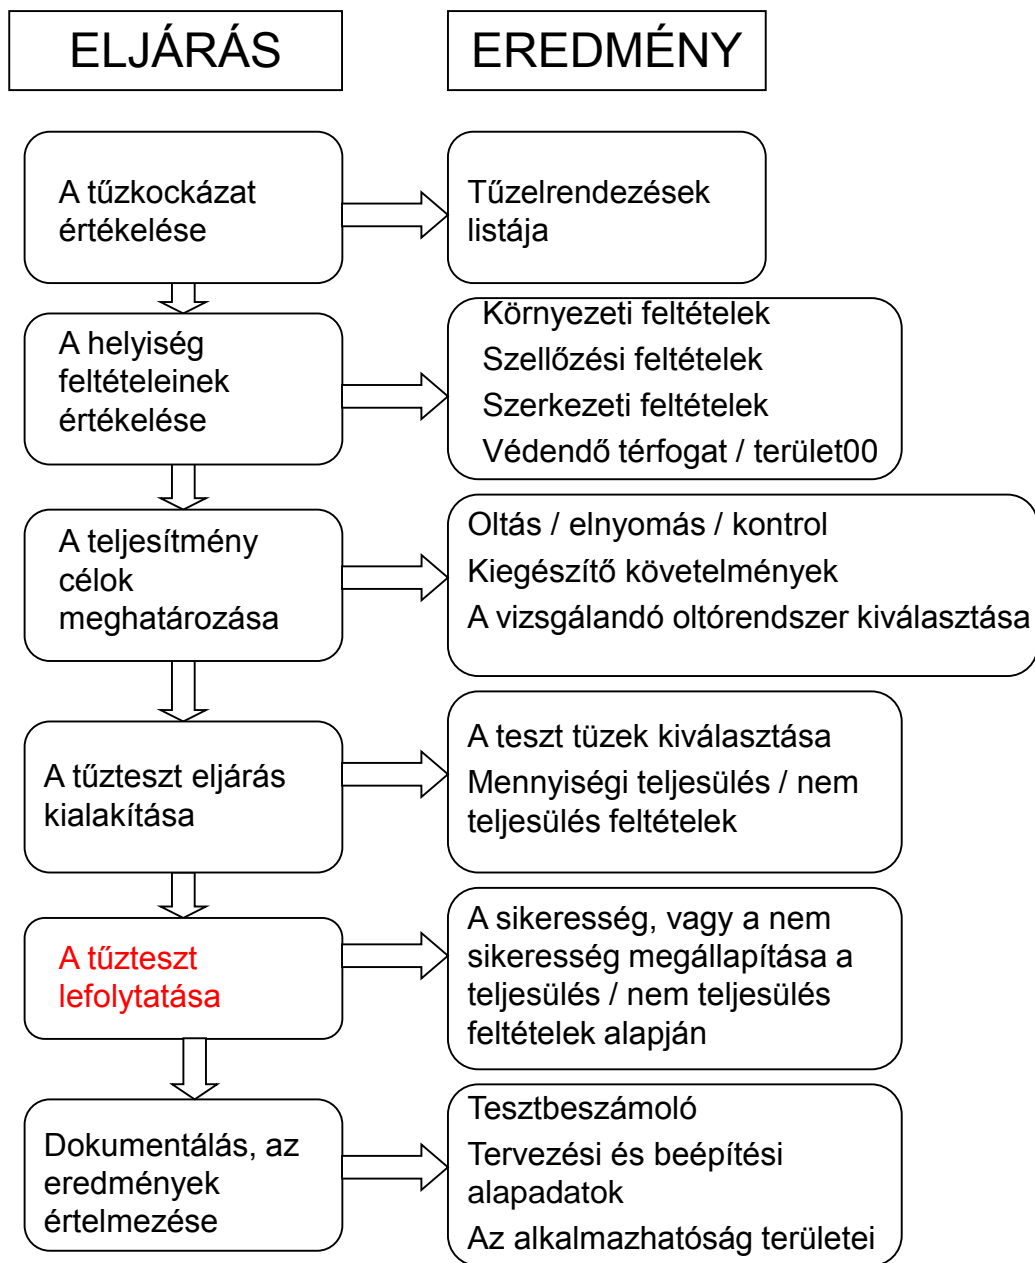 ELJÁRÁS
EREDMÉNY
A tűzkockázat
értékelése
Tűzelrendezések
listája
A helyiség
feltételeinek
értékelése
Környezeti feltételek
Szellőzési feltételek
Szerkezeti feltételek
Védendő térfogat / terület00
A teljesítmény
célok
meghatározása
Oltás / elnyomás / kontrol
Kiegészítő követelmények
A vizsgálandó oltórendszer kiválasztása
A tűzteszt eljárás
kialakítása
A teszt tüzek kiválasztása
Mennyiségi teljesülés / nem
teljesülés feltételek
A tűzteszt
lefolytatása
A sikeresség, vagy a nem
sikeresség megállapítása a
teljesülés / nem teljesülés
feltételek alapján
Dokumentálás, az
eredmények
értelmezése
Tesztbeszámoló
Tervezési és beépítési
alapadatok
Az alkalmazhatóság területei